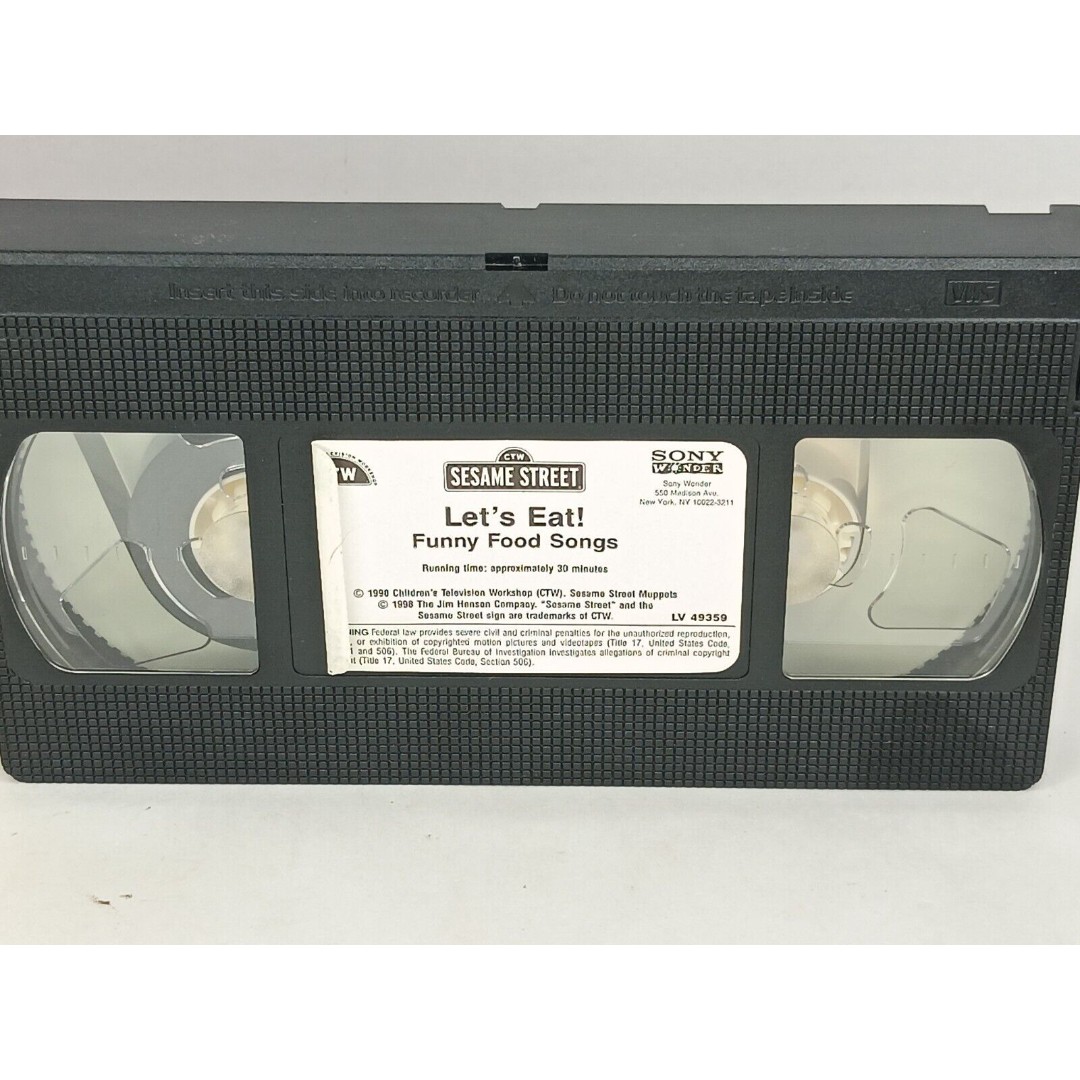 Insert this side into recorder Do not touch the tape inside VHS
TW
CTW
SESAME STREET
SONY
WONDER
Sony Wonder
550 Madison Ave.
New York, NY 10022-3211
Let's Eat!
Funny Food Songs
Running time: approximately 30 minutes
© 1990 Children's Television Workshop (CTW). Sesame Street Muppets
© 1998 The Jim Henson Company. "Sesame Street" and the
Sesame Street sign are trademarks of CTW.
LV 49359
NING Federal law provides severe civil and criminal penalties for the unauthorized reproduction,
, or exhibition of copyrighted motion pictures and videotapes (Title 17, United States Code,
1 and 506). The Federal Bureau of Investigation investigates allegations of criminal copyright
t (Title 17, United States Code, Section 506).